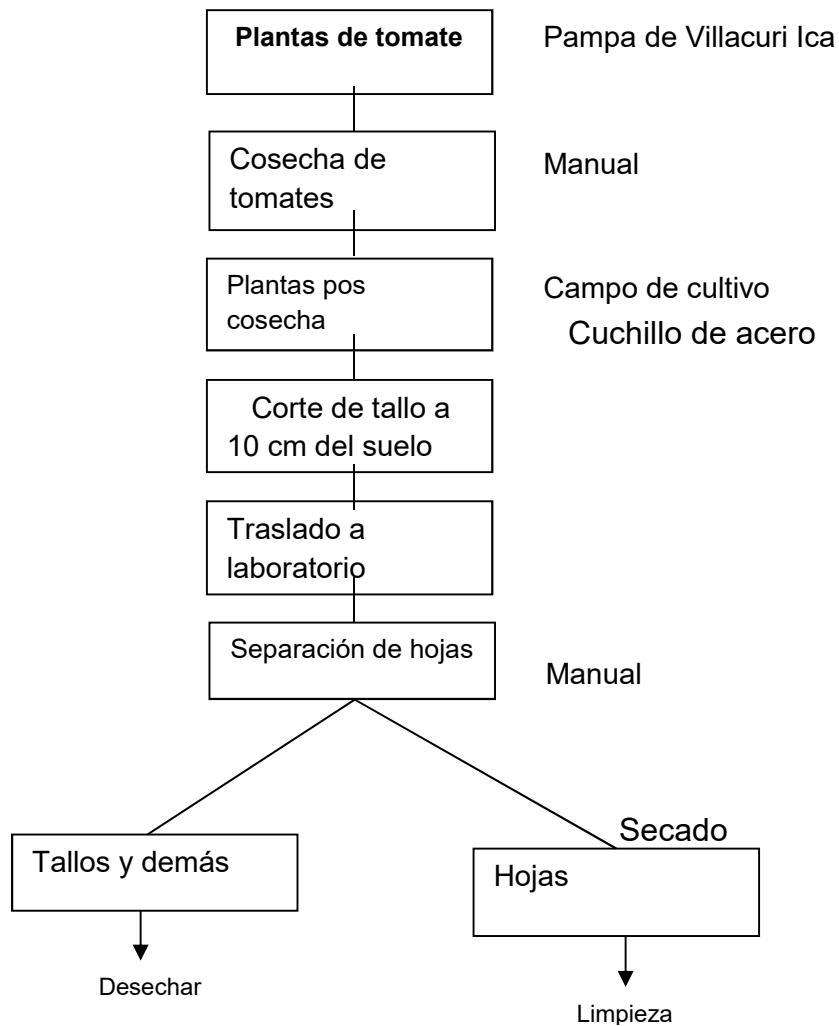 Plantas de tomate
Pampa de Villacuri Ica
Cosecha de
tomates
Manual
Plantas pos
cosecha
Campo de cultivo
Cuchillo de acero
Corte de tallo a
10 cm del suelo
Traslado a
laboratorio
Separación de hojas
Manual
Tallos y demás
Secado
Hojas
Desechar
Limpieza